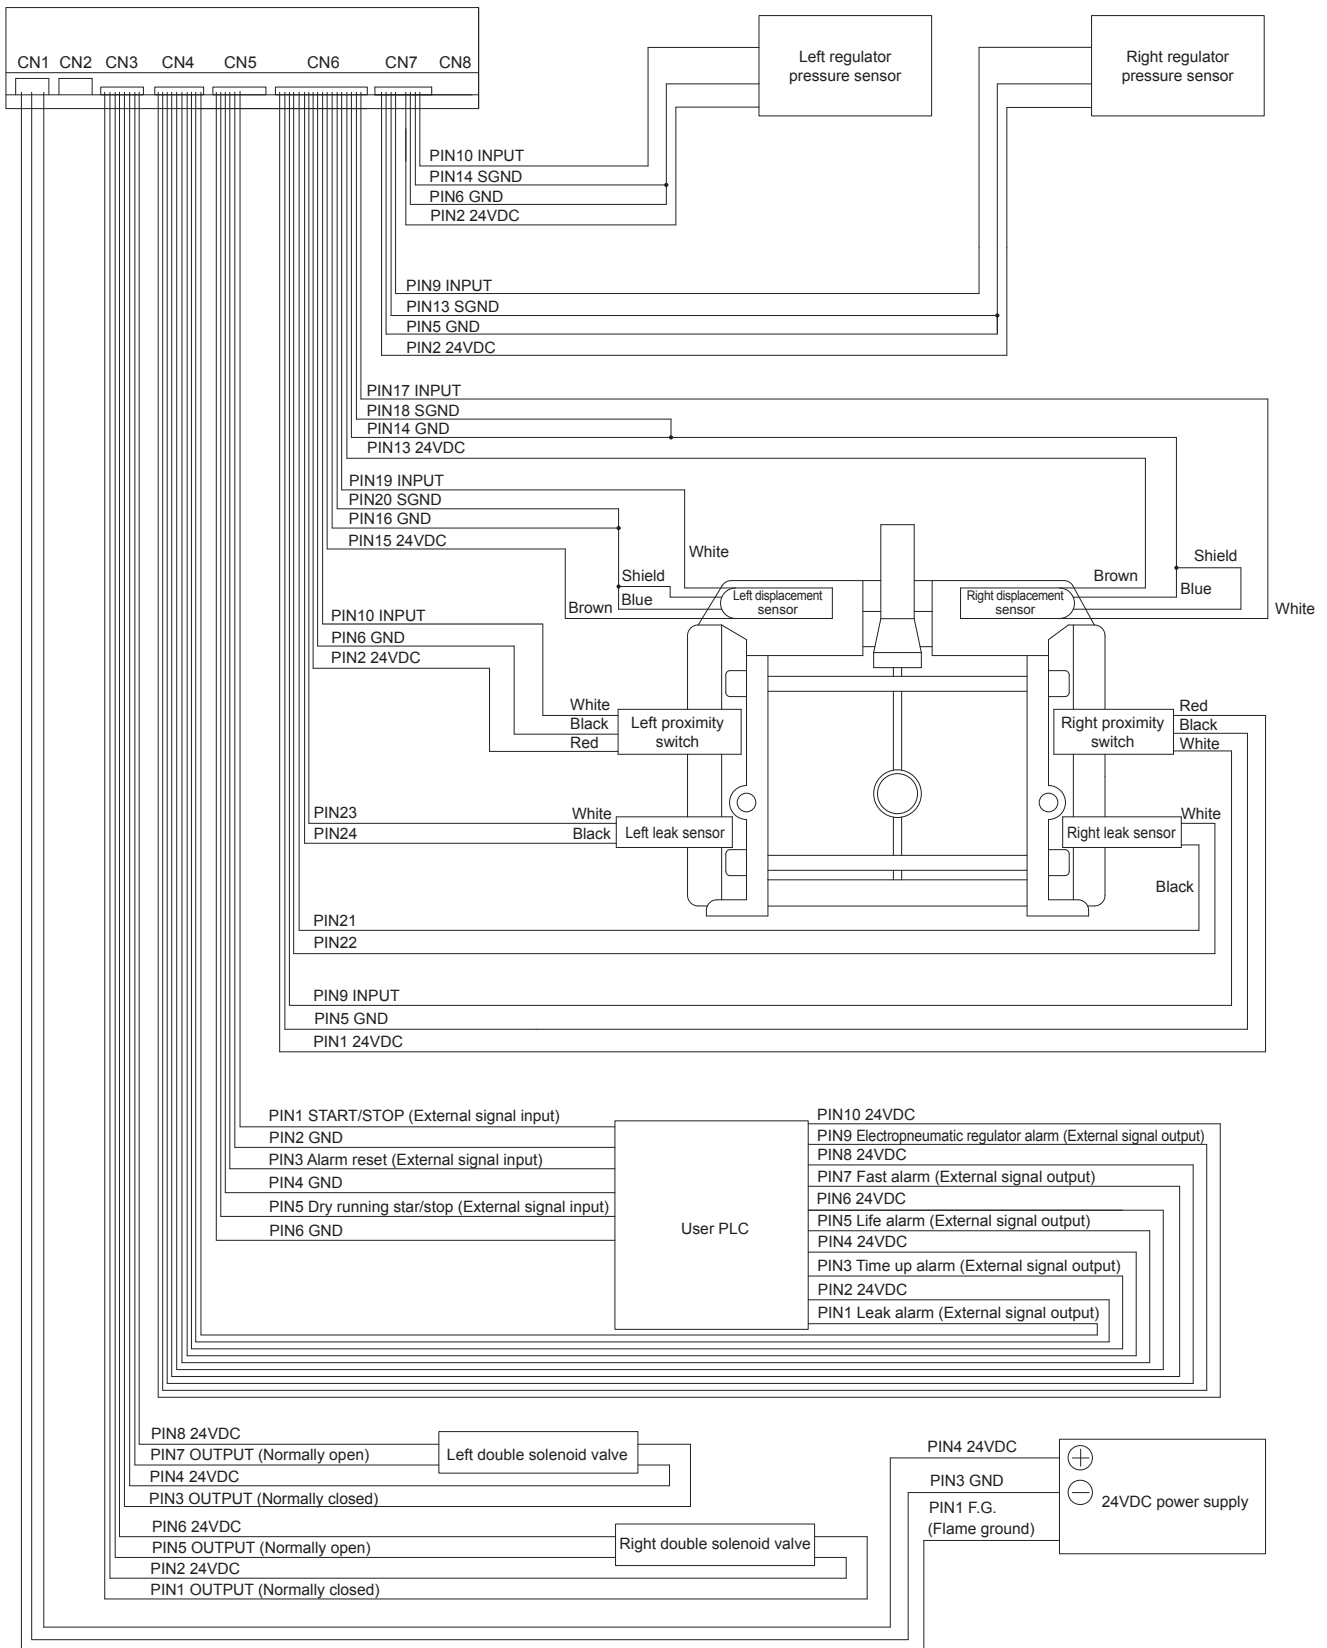 CN1 CN2 CN3 CN4 CN5 CN6 CN7 CN8
Left regulator
pressure sensor
Right regulator
pressure sensor
PIN10 INPUT
PIN14 SGND
PIN6 GND
PIN2 24VDC
PIN9 INPUT
PIN13 SGND
PIN5 GND
PIN2 24VDC
PIN17 INPUT
PIN18 SGND
PIN14 GND
PIN13 24VDC
PIN19 INPUT
PIN20 SGND
PIN16 GND
PIN15 24VDC
White
Shield
Blue
Brown
Left displacement
sensor
Right displacement
sensor
Brown
Shield
Blue
White
PIN10 INPUT
PIN6 GND
PIN2 24VDC
White
Black
Red
Left proximity
switch
Right proximity
switch
Red
Black
White
PIN23
PIN24
White
Black
Left leak sensor
Right leak sensor
White
Black
PIN21
PIN22
PIN9 INPUT
PIN5 GND
PIN1 24VDC
PIN1 START/STOP (External signal input)
PIN2 GND
PIN3 Alarm reset (External signal input)
PIN4 GND
PIN5 Dry running star/stop (External signal input)
PIN6 GND
User PLC
PIN10 24VDC
PIN9 Electropneumatic regulator alarm (External signal output)
PIN8 24VDC
PIN7 Fast alarm (External signal output)
PIN6 24VDC
PIN5 Life alarm (External signal output)
PIN4 24VDC
PIN3 Time up alarm (External signal output)
PIN2 24VDC
PIN1 Leak alarm (External signal output)
PIN8 24VDC
PIN7 OUTPUT (Normally open)
PIN4 24VDC
PIN3 OUTPUT (Normally closed)
Left double solenoid valve
PIN6 24VDC
PIN5 OUTPUT (Normally open)
PIN2 24VDC
PIN1 OUTPUT (Normally closed)
Right double solenoid valve
PIN4 24VDC
PIN3 GND
PIN1 F.G.
(Flame ground)
+
−
24VDC power supply